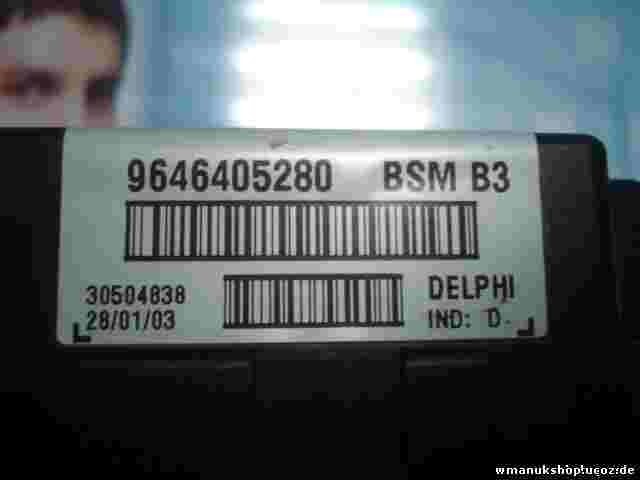 9646405280 BSM B3
30504838 DELPHI
28/01/03 IND: D.
wmanukshop.ucoz.de